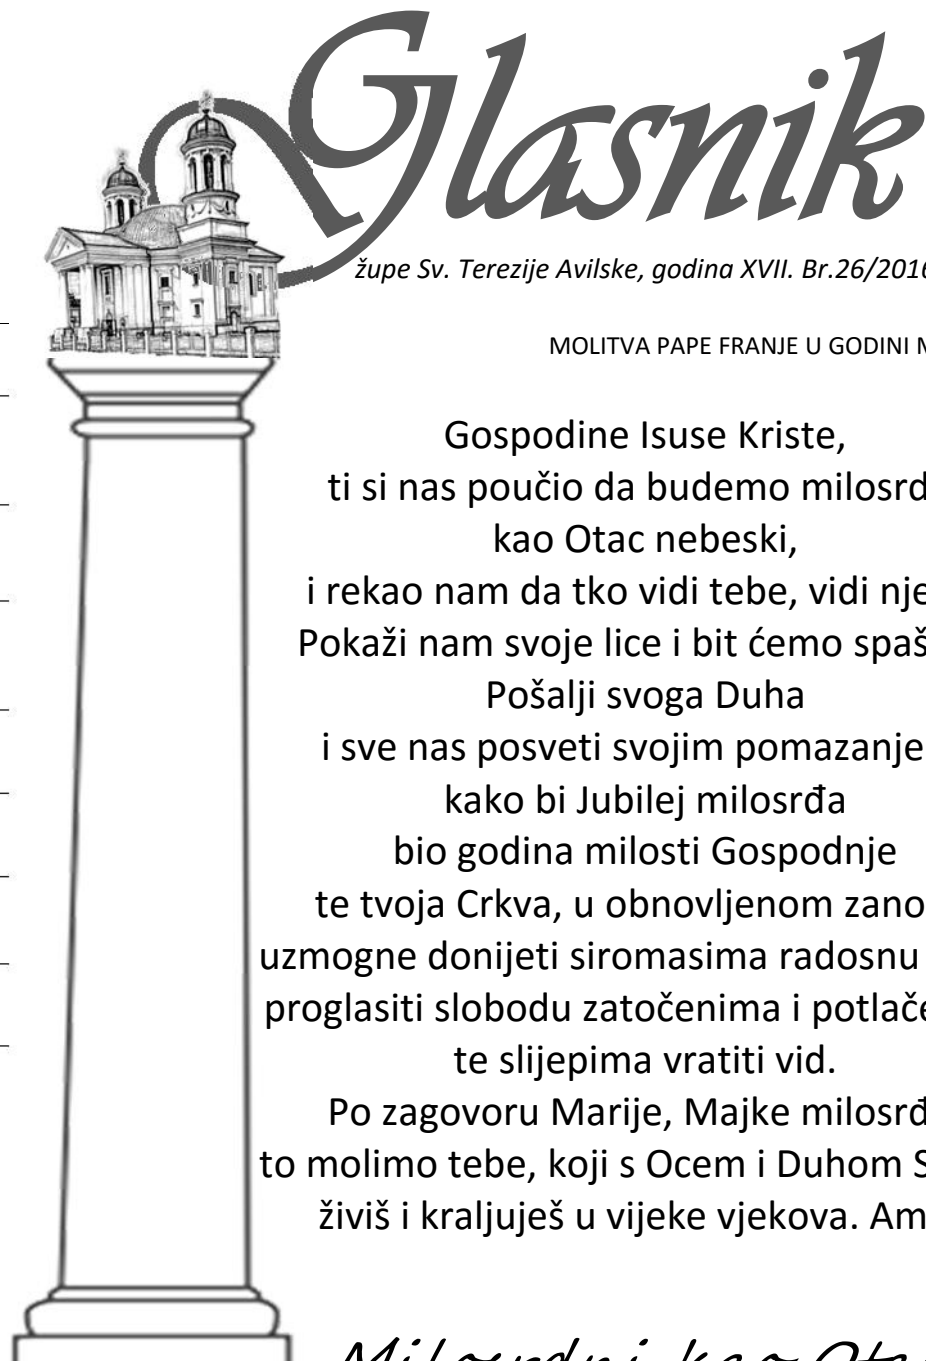 Glasnik
župe Sv. Terezije Avilske, godina XVII. Br.26/2016
MOLITVA PAPE FRANJE U GODINI
Gospodine Isuse Kriste,
ti si nas poučio da budemo milosrd
kao Otac nebeski,
i rekao nam da tko vidi tebe, vidi nje
Pokaži nam svoje lice i bit ćemo spaš
Pošalji svoga Duha
i sve nas posveti svojim pomazanje
kako bi Jubilej milosrđa
bio godina milosti Gospodnje
te tvoja Crkva, u obnovljenom zano
uzmogne donijeti siromasima radosnu
proglasiti slobodu zatočenima i potlače
te slijepima vratiti vid.
Po zagovoru Marije, Majke milosrđ
to molimo tebe, koji s Ocem i Duhom S
živiš i kraljuješ u vijeke vjekova. Am
Milosrdni kao Ota